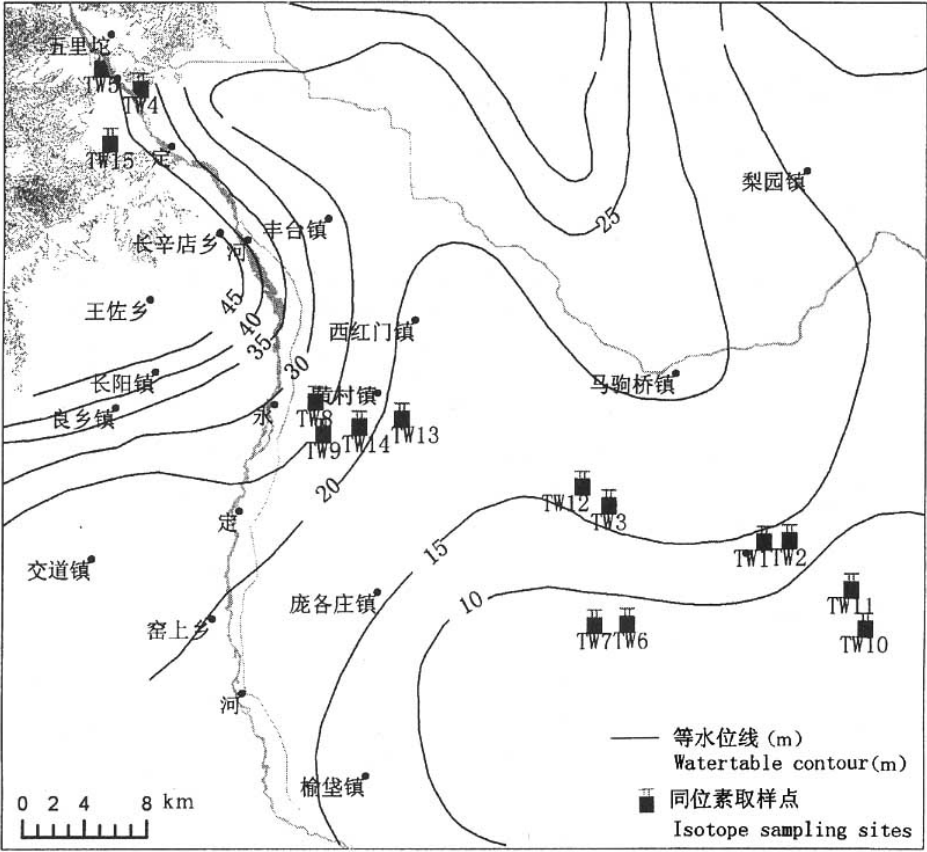 五里坨
TW5
TW4
TW15
定
梨园镇
25
丰台镇
长辛店乡
河
王佐乡
45
40
35
西红门镇
30
长阳镇
马驹桥镇
良乡镇
黄村镇
永
TW8
TW9
TW14
TW13
20
TW12
TW3
定
15
TW1
TW2
交道镇
庞各庄镇
10
TW11
窑上乡
TW7
TW6
TW10
河
等水位线 (m)
Watertable contour(m)
榆垡镇
同位素取样点
0 2 4 8 km
Isotope sampling sites